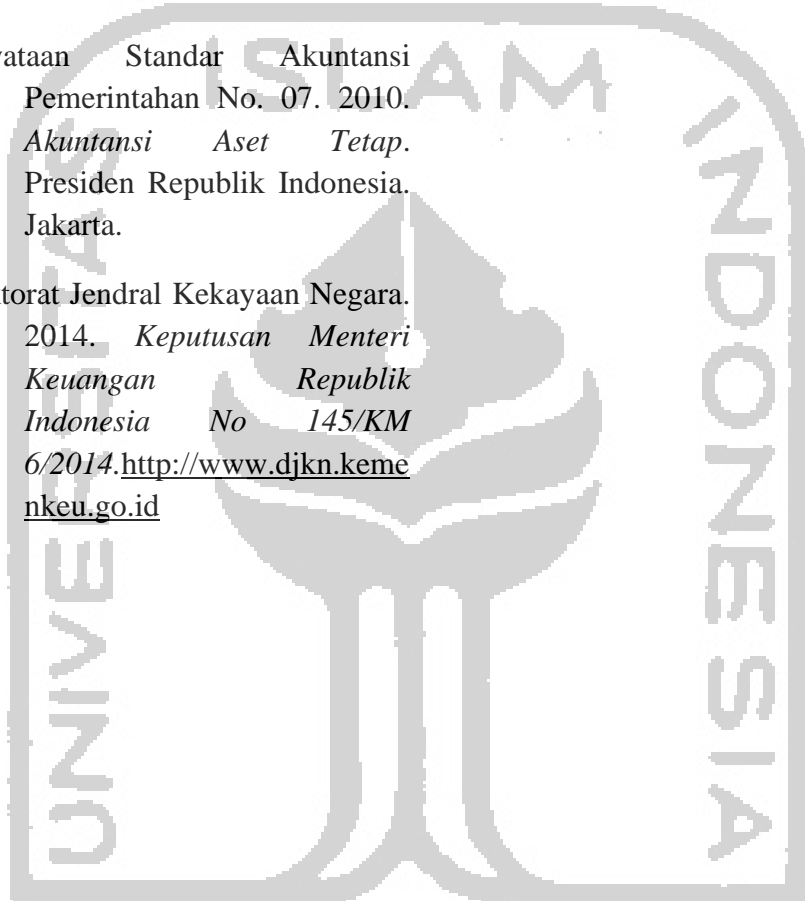 yataan Standar Akuntansi
Pemerintahan No. 07. 2010.
Akuntansi Aset Tetap.
Presiden Republik Indonesia.
Jakarta.
torat Jendral Kekayaan Negara.
2014. Keputusan Menteri
Keuangan Republik
Indonesia No 145/KM
6/2014.http://www.djkn.keme
nkeu.go.id
UNIVERSITAS
ISLAM
INDONESIA